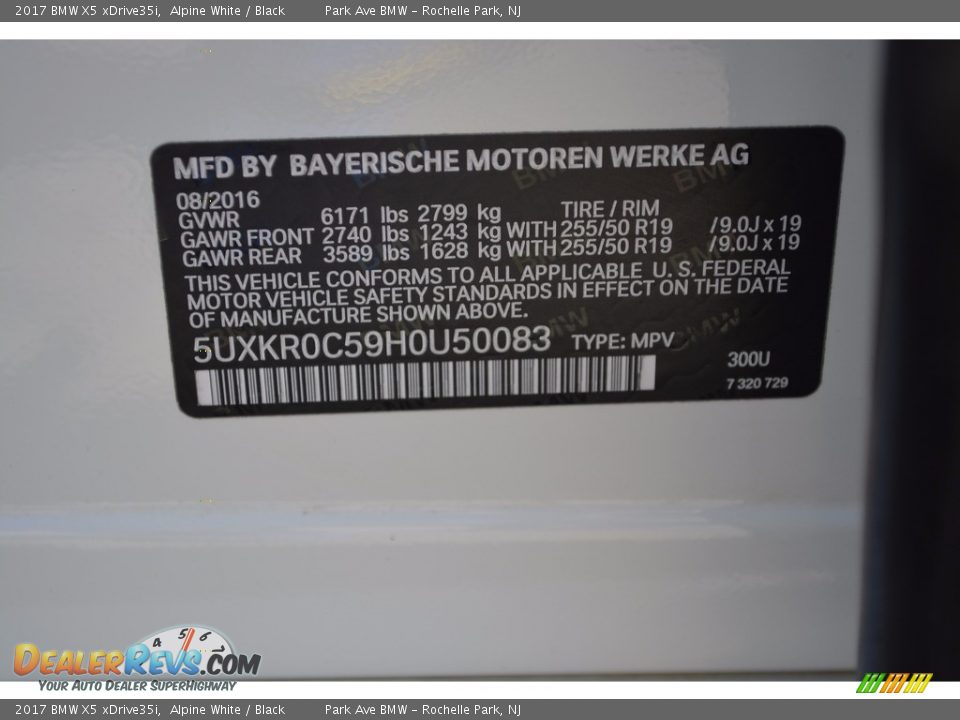 2017 BMW X5 xDrive35i, Alpine White / Black Park Ave BMW - Rochelle Park, NJ
MFD BY BAYERISCHE MOTOREN WERKE AG
08/2016
TIRE / RIM
GVWR 6171 lbs 2799 kg
GAWR FRONT 2740 lbs 1243 kg WITH 255/50 R19 /9.0J x 19
GAWR REAR 3589 lbs 1628 kg WITH 255/50 R19 /9.0J x 19
THIS VEHICLE CONFORMS TO ALL APPLICABLE U.S. FEDERAL
MOTOR VEHICLE SAFETY STANDARDS IN EFFECT ON THE DATE
OF MANUFACTURE SHOWN ABOVE.
5UXKR0C59H0U50083 TYPE: MPV
300U
7 320 729
4 5 6 7
DEALERREVS.COM
YOUR AUTO DEALER SUPERHIGHWAY
2017 BMW X5 xDrive35i, Alpine White / Black Park Ave BMW - Rochelle Park, NJ